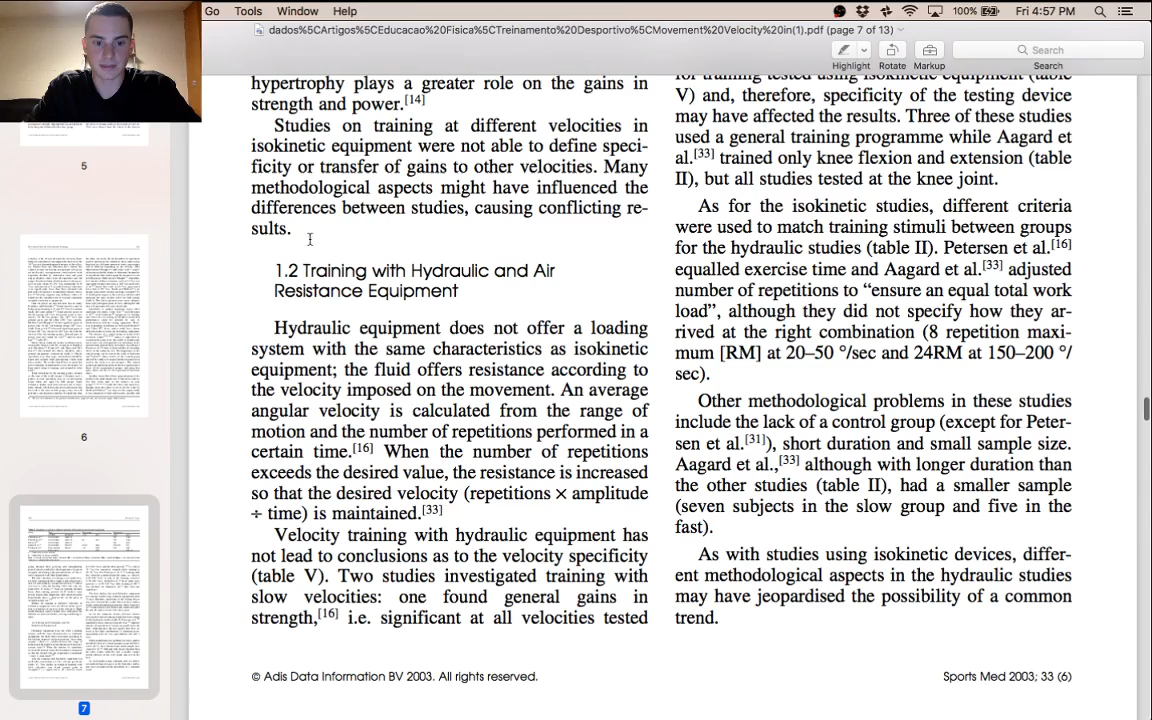 Go Tools Window Help
100% Fri 4:57 PM
dados%5CArtigos%5CEducacao%20Fisica%5CTreinamento%20Desportivo%5CMovement%20Velocity%20in(1).pdf (page 7 of 13)
Search
Highlight Rotate Markup Search
5
6
7
hypertrophy plays a greater role on the gains in
strength and power.[14]
Studies on training at different velocities in
isokinetic equipment were not able to define speci-
ficity or transfer of gains to other velocities. Many
methodological aspects might have influenced the
differences between studies, causing conflicting re-
sults.
1.2 Training with Hydraulic and Air
Resistance Equipment
Hydraulic equipment does not offer a loading
system with the same characteristics as isokinetic
equipment; the fluid offers resistance according to
the velocity imposed on the movement. An average
angular velocity is calculated from the range of
motion and the number of repetitions performed in a
certain time.[16] When the number of repetitions
exceeds the desired value, the resistance is increased
so that the desired velocity (repetitions × amplitude
÷ time) is maintained.[33]
Velocity training with hydraulic equipment has
not lead to conclusions as to the velocity specificity
(table V). Two studies investigated training with
slow velocities: one found general gains in
strength,[16] i.e. significant at all velocities tested
for training tested using isokinetic equipment (table
V) and, therefore, specificity of the testing device
may have affected the results. Three of these studies
used a general training programme while Aagard et
al.[33] trained only knee flexion and extension (table
II), but all studies tested at the knee joint.
As for the isokinetic studies, different criteria
were used to match training stimuli between groups
for the hydraulic studies (table II). Petersen et al.[16]
equalled exercise time and Aagard et al.[33] adjusted
number of repetitions to “ensure an equal total work
load”, although they did not specify how they ar-
rived at the right combination (8 repetition maxi-
mum [RM] at 20–50 °/sec and 24RM at 150–200 °/
sec).
Other methodological problems in these studies
include the lack of a control group (except for Peter-
sen et al.[31]), short duration and small sample size.
Aagard et al.,[33] although with longer duration than
the other studies (table II), had a smaller sample
(seven subjects in the slow group and five in the
fast).
As with studies using isokinetic devices, differ-
ent methodological aspects in the hydraulic studies
may have jeopardised the possibility of a common
trend.
© Adis Data Information BV 2003. All rights reserved.
Sports Med 2003; 33 (6)